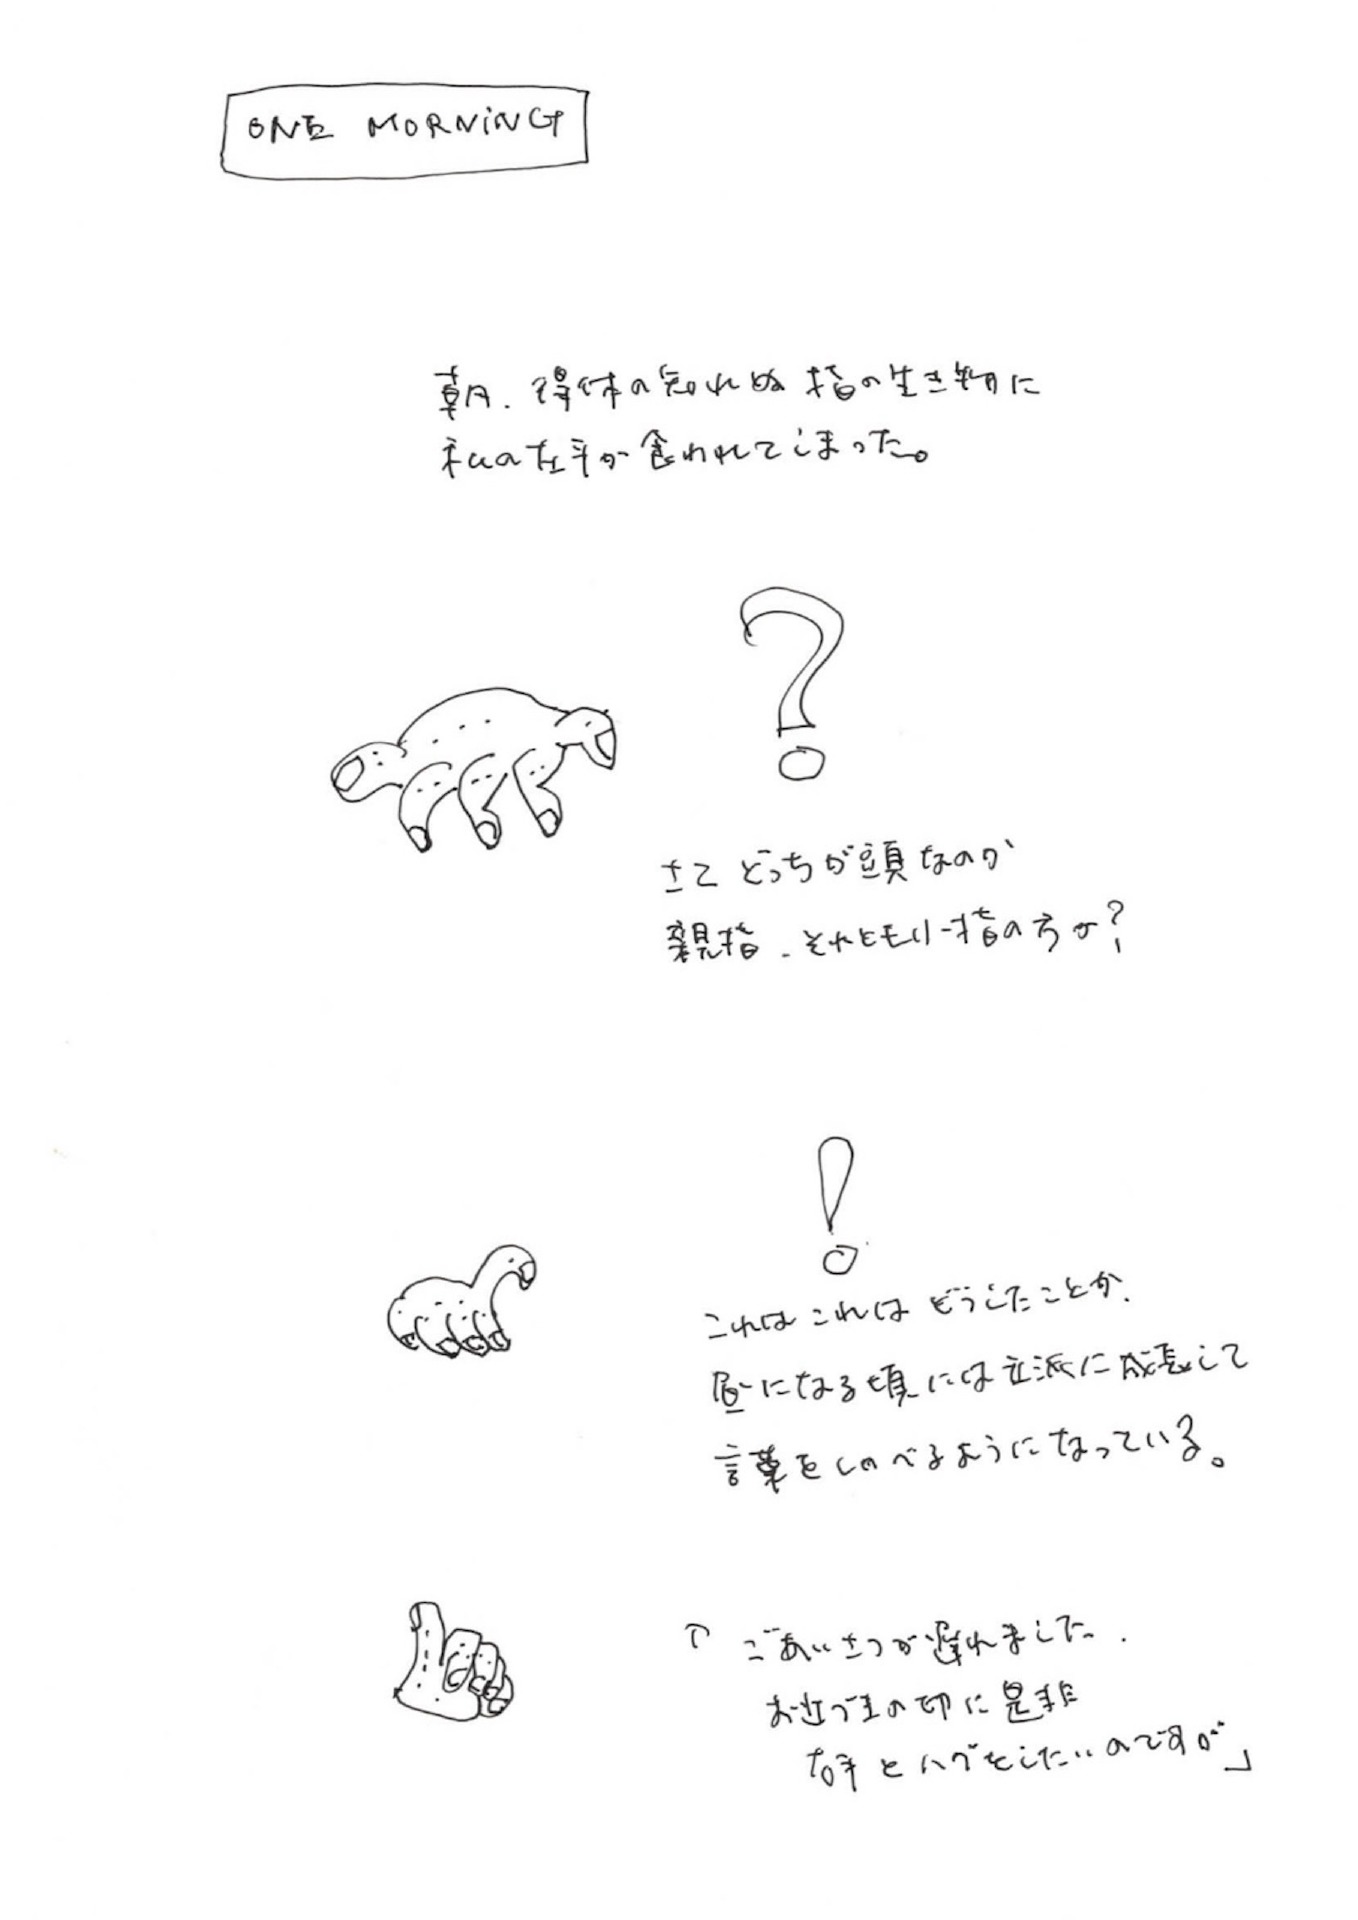 ONE MORNiNG
朝、得体の知れぬ指の生き物に
私の左手が食われてしまった。
?
さて どっちが頭なのか
親指、それとも小指の方か?
!
これはこれは どうしたことか、
昼になる頃には立派に成長して
言葉をしゃべるようになっている。
「ごあいさつが遅れました.
お近づきの印に是非
右手とハグをしたいのですが」